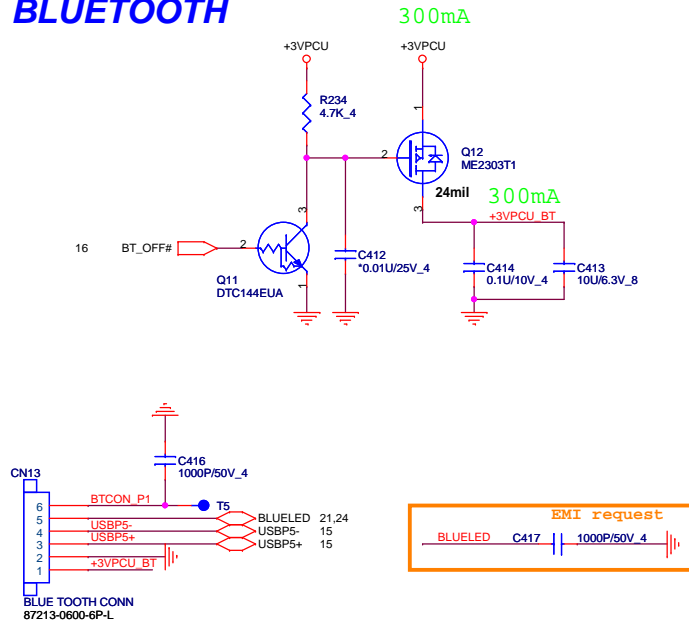 BLUETOOTH
300mA
+3VPCU
+3VPCU
R234
4.7K_4
1
2
Q12
ME2303T1
24mil
3
300mA
+3VPCU_BT
3
16 BT_OFF# 2
Q11
DTC144EUA
1
C412
*0.01U/25V_4
C414
0.1U/10V_4
C413
10U/6.3V_8
C416
1000P/50V_4
CN13
6 BTCON_P1 T5
5 BLUELED 21,24
4 USBP5- USBP5- 15
3 USBP5+ USBP5+ 15
2
1 +3VPCU_BT
BLUE TOOTH CONN
87213-0600-6P-L
EMI request
BLUELED C417 1000P/50V_4